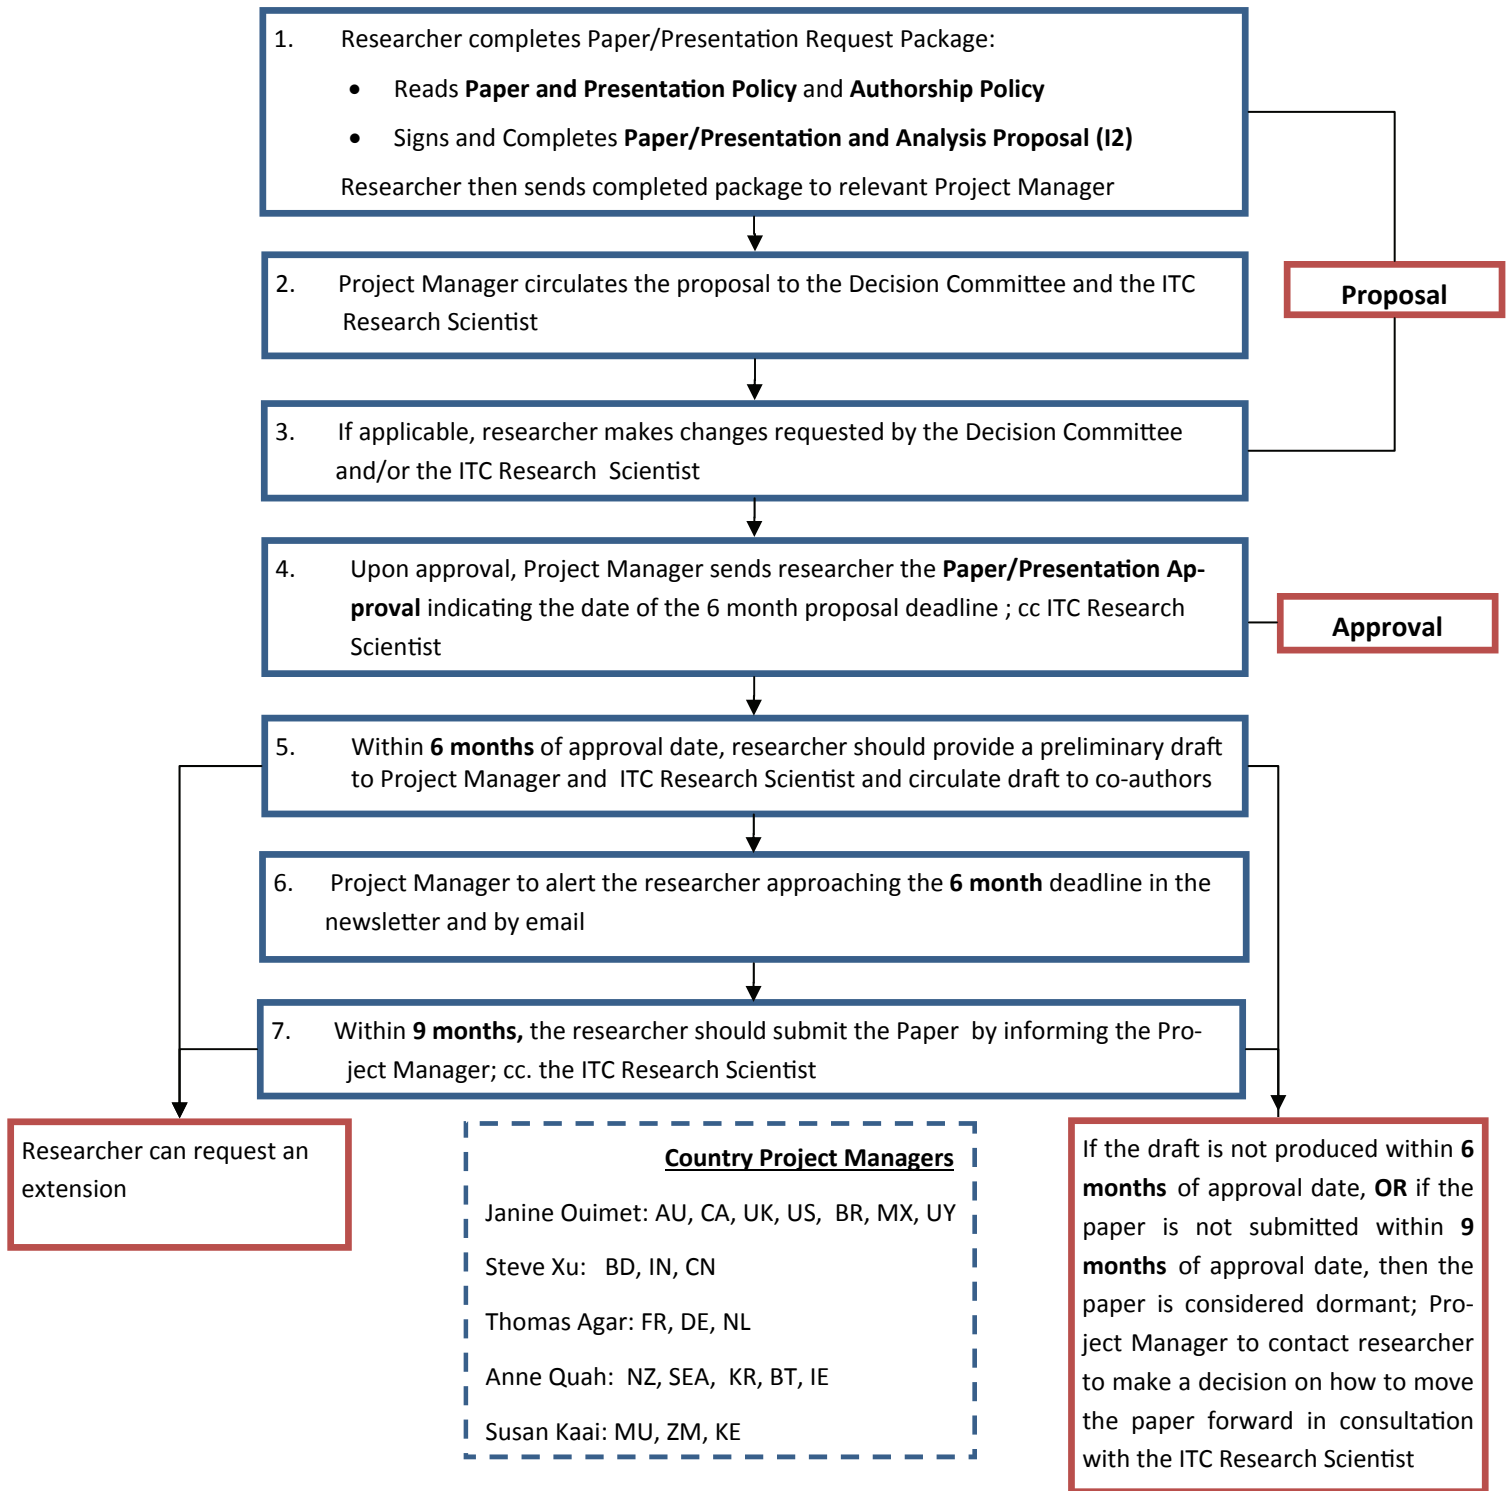 1. Researcher completes Paper/Presentation Request Package:
• Reads Paper and Presentation Policy and Authorship Policy
• Signs and Completes Paper/Presentation and Analysis Proposal (I2)
Researcher then sends completed package to relevant Project Manager
2. Project Manager circulates the proposal to the Decision Committee and the ITC
Research Scientist
Proposal
3. If applicable, researcher makes changes requested by the Decision Committee
and/or the ITC Research Scientist
4. Upon approval, Project Manager sends researcher the Paper/Presentation Ap-
proval indicating the date of the 6 month proposal deadline ; cc ITC Research
Scientist
Approval
5. Within 6 months of approval date, researcher should provide a preliminary draft
to Project Manager and ITC Research Scientist and circulate draft to co-authors
6. Project Manager to alert the researcher approaching the 6 month deadline in the
newsletter and by email
7. Within 9 months, the researcher should submit the Paper by informing the Pro-
ject Manager; cc. the ITC Research Scientist
Researcher can request an
extension
Country Project Managers
Janine Ouimet: AU, CA, UK, US, BR, MX, UY
Steve Xu: BD, IN, CN
Thomas Agar: FR, DE, NL
Anne Quah: NZ, SEA, KR, BT, IE
Susan Kaai: MU, ZM, KE
If the draft is not produced within 6
months of approval date, OR if the
paper is not submitted within 9
months of approval date, then the
paper is considered dormant; Pro-
ject Manager to contact researcher
to make a decision on how to move
the paper forward in consultation
with the ITC Research Scientist